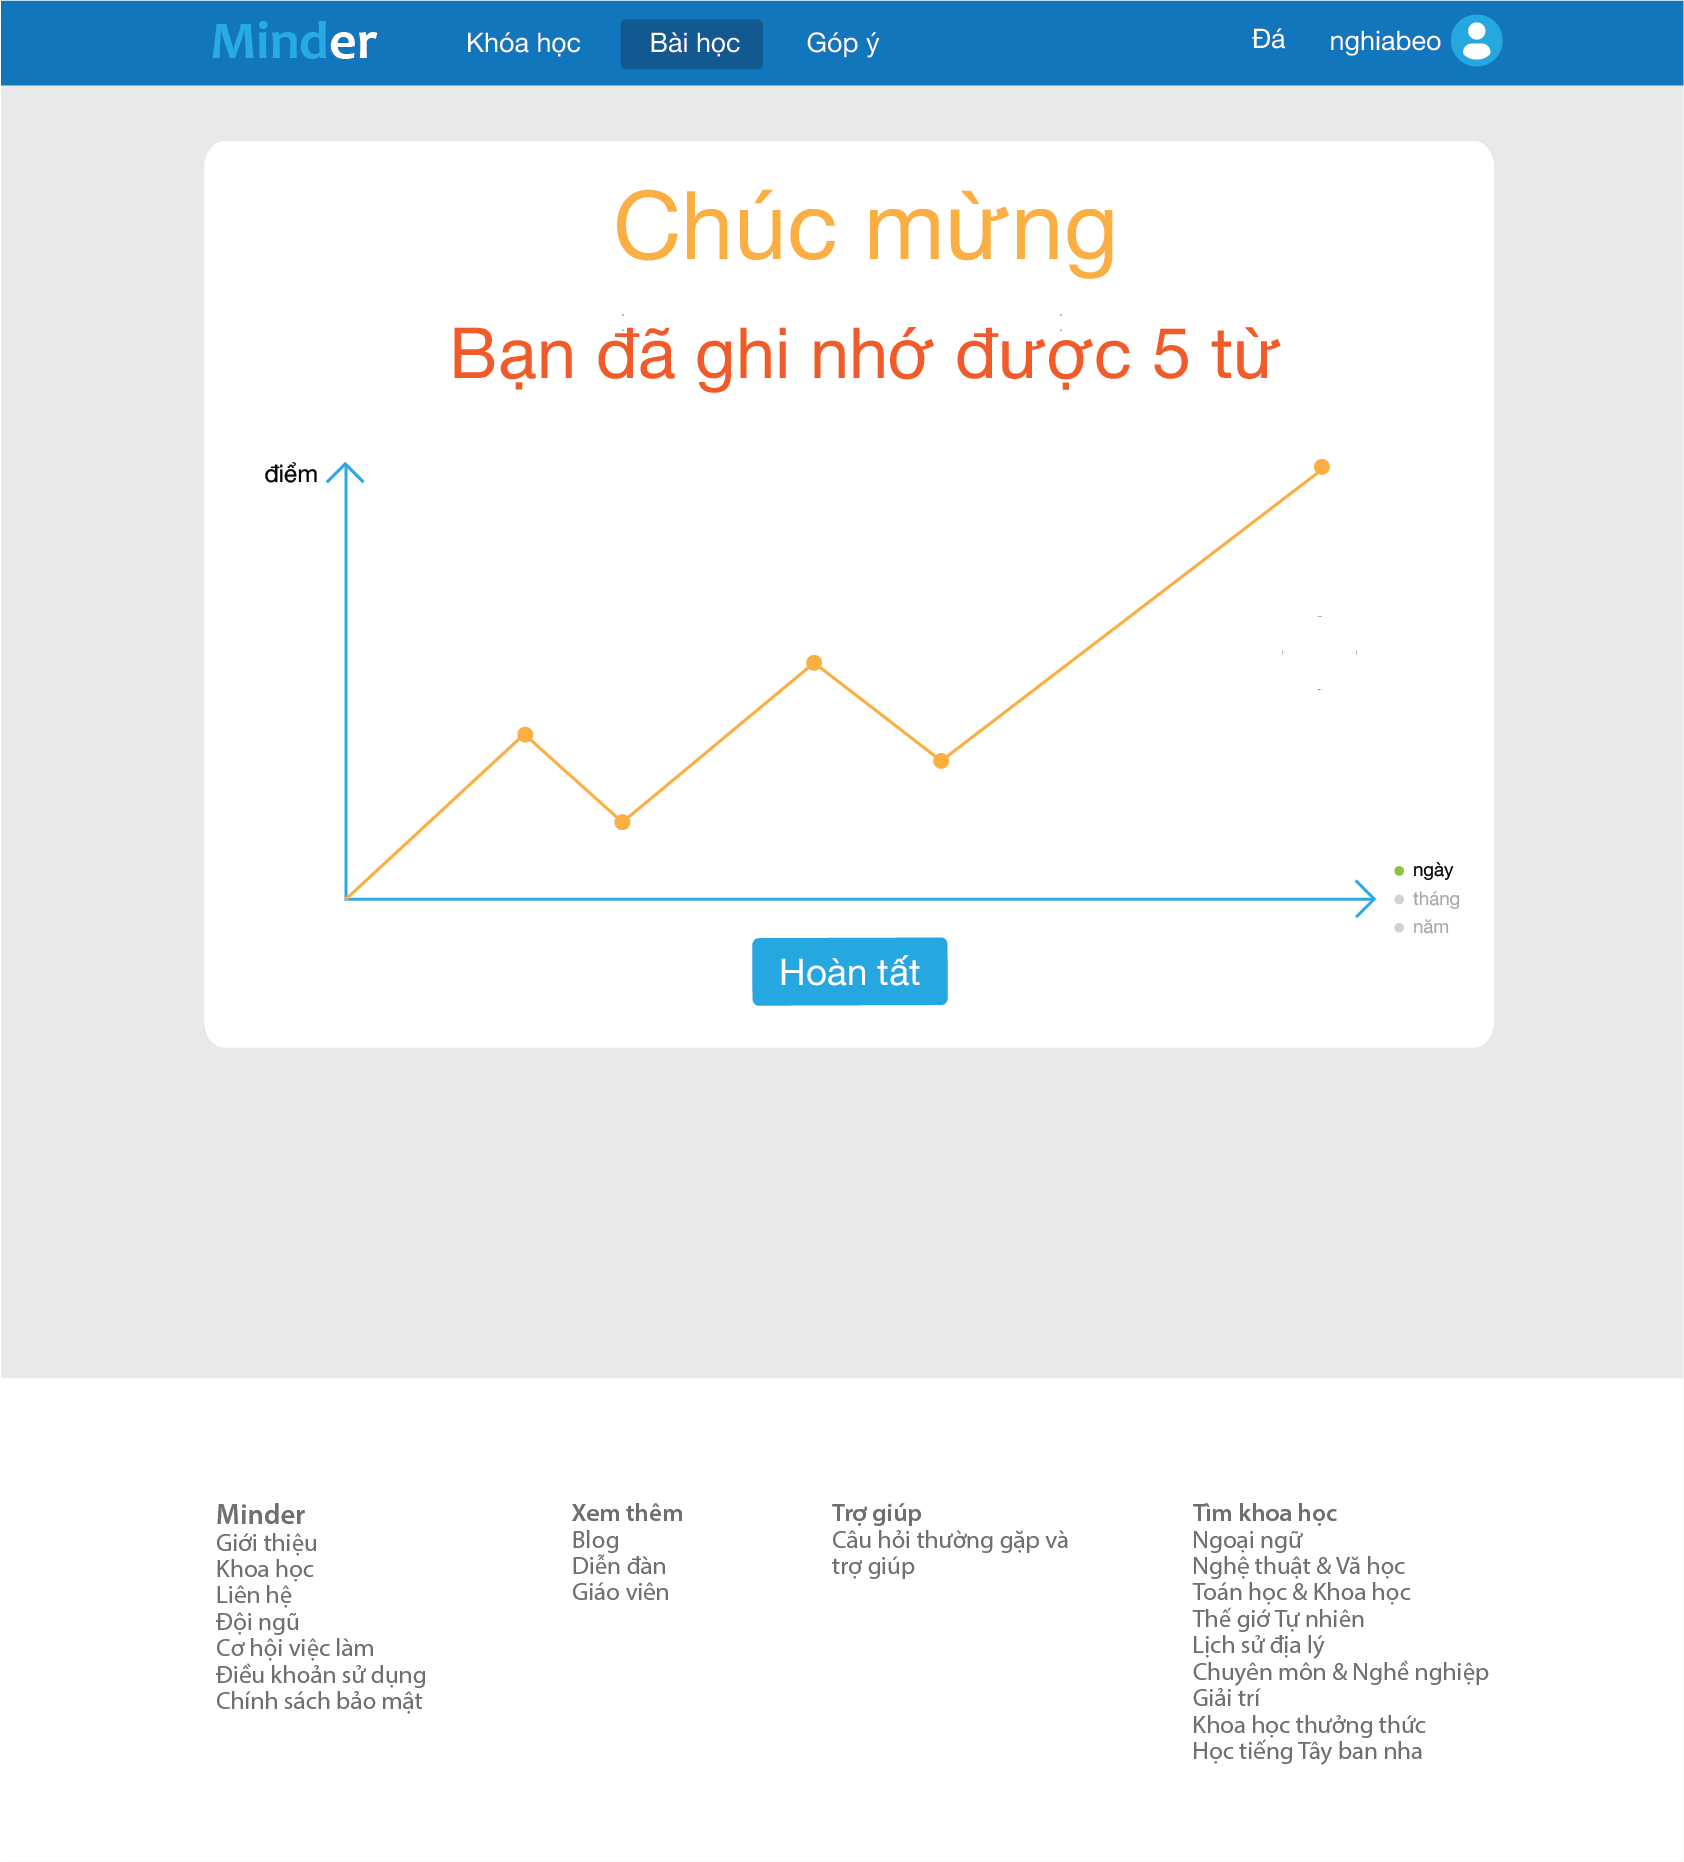 Minder
Khóa học
Bài học
Góp ý
Đá
nghiabeo
Chúc mừng
Bạn đã ghi nhớ được 5 từ
điểm
ngày
tháng
năm
Hoàn tất
Minder
Giới thiệu
Khoa học
Liên hệ
Đội ngũ
Cơ hội việc làm
Điều khoản sử dụng
Chính sách bảo mật
Xem thêm
Blog
Diễn đàn
Giáo viên
Trợ giúp
Câu hỏi thường gặp và
trợ giúp
Tìm khoa học
Ngoại ngữ
Nghệ thuật & Vă học
Toán học & Khoa học
Thế giớ Tự nhiên
Lịch sử địa lý
Chuyên môn & Nghề nghiệp
Giải trí
Khoa học thưởng thức
Học tiếng Tây ban nha